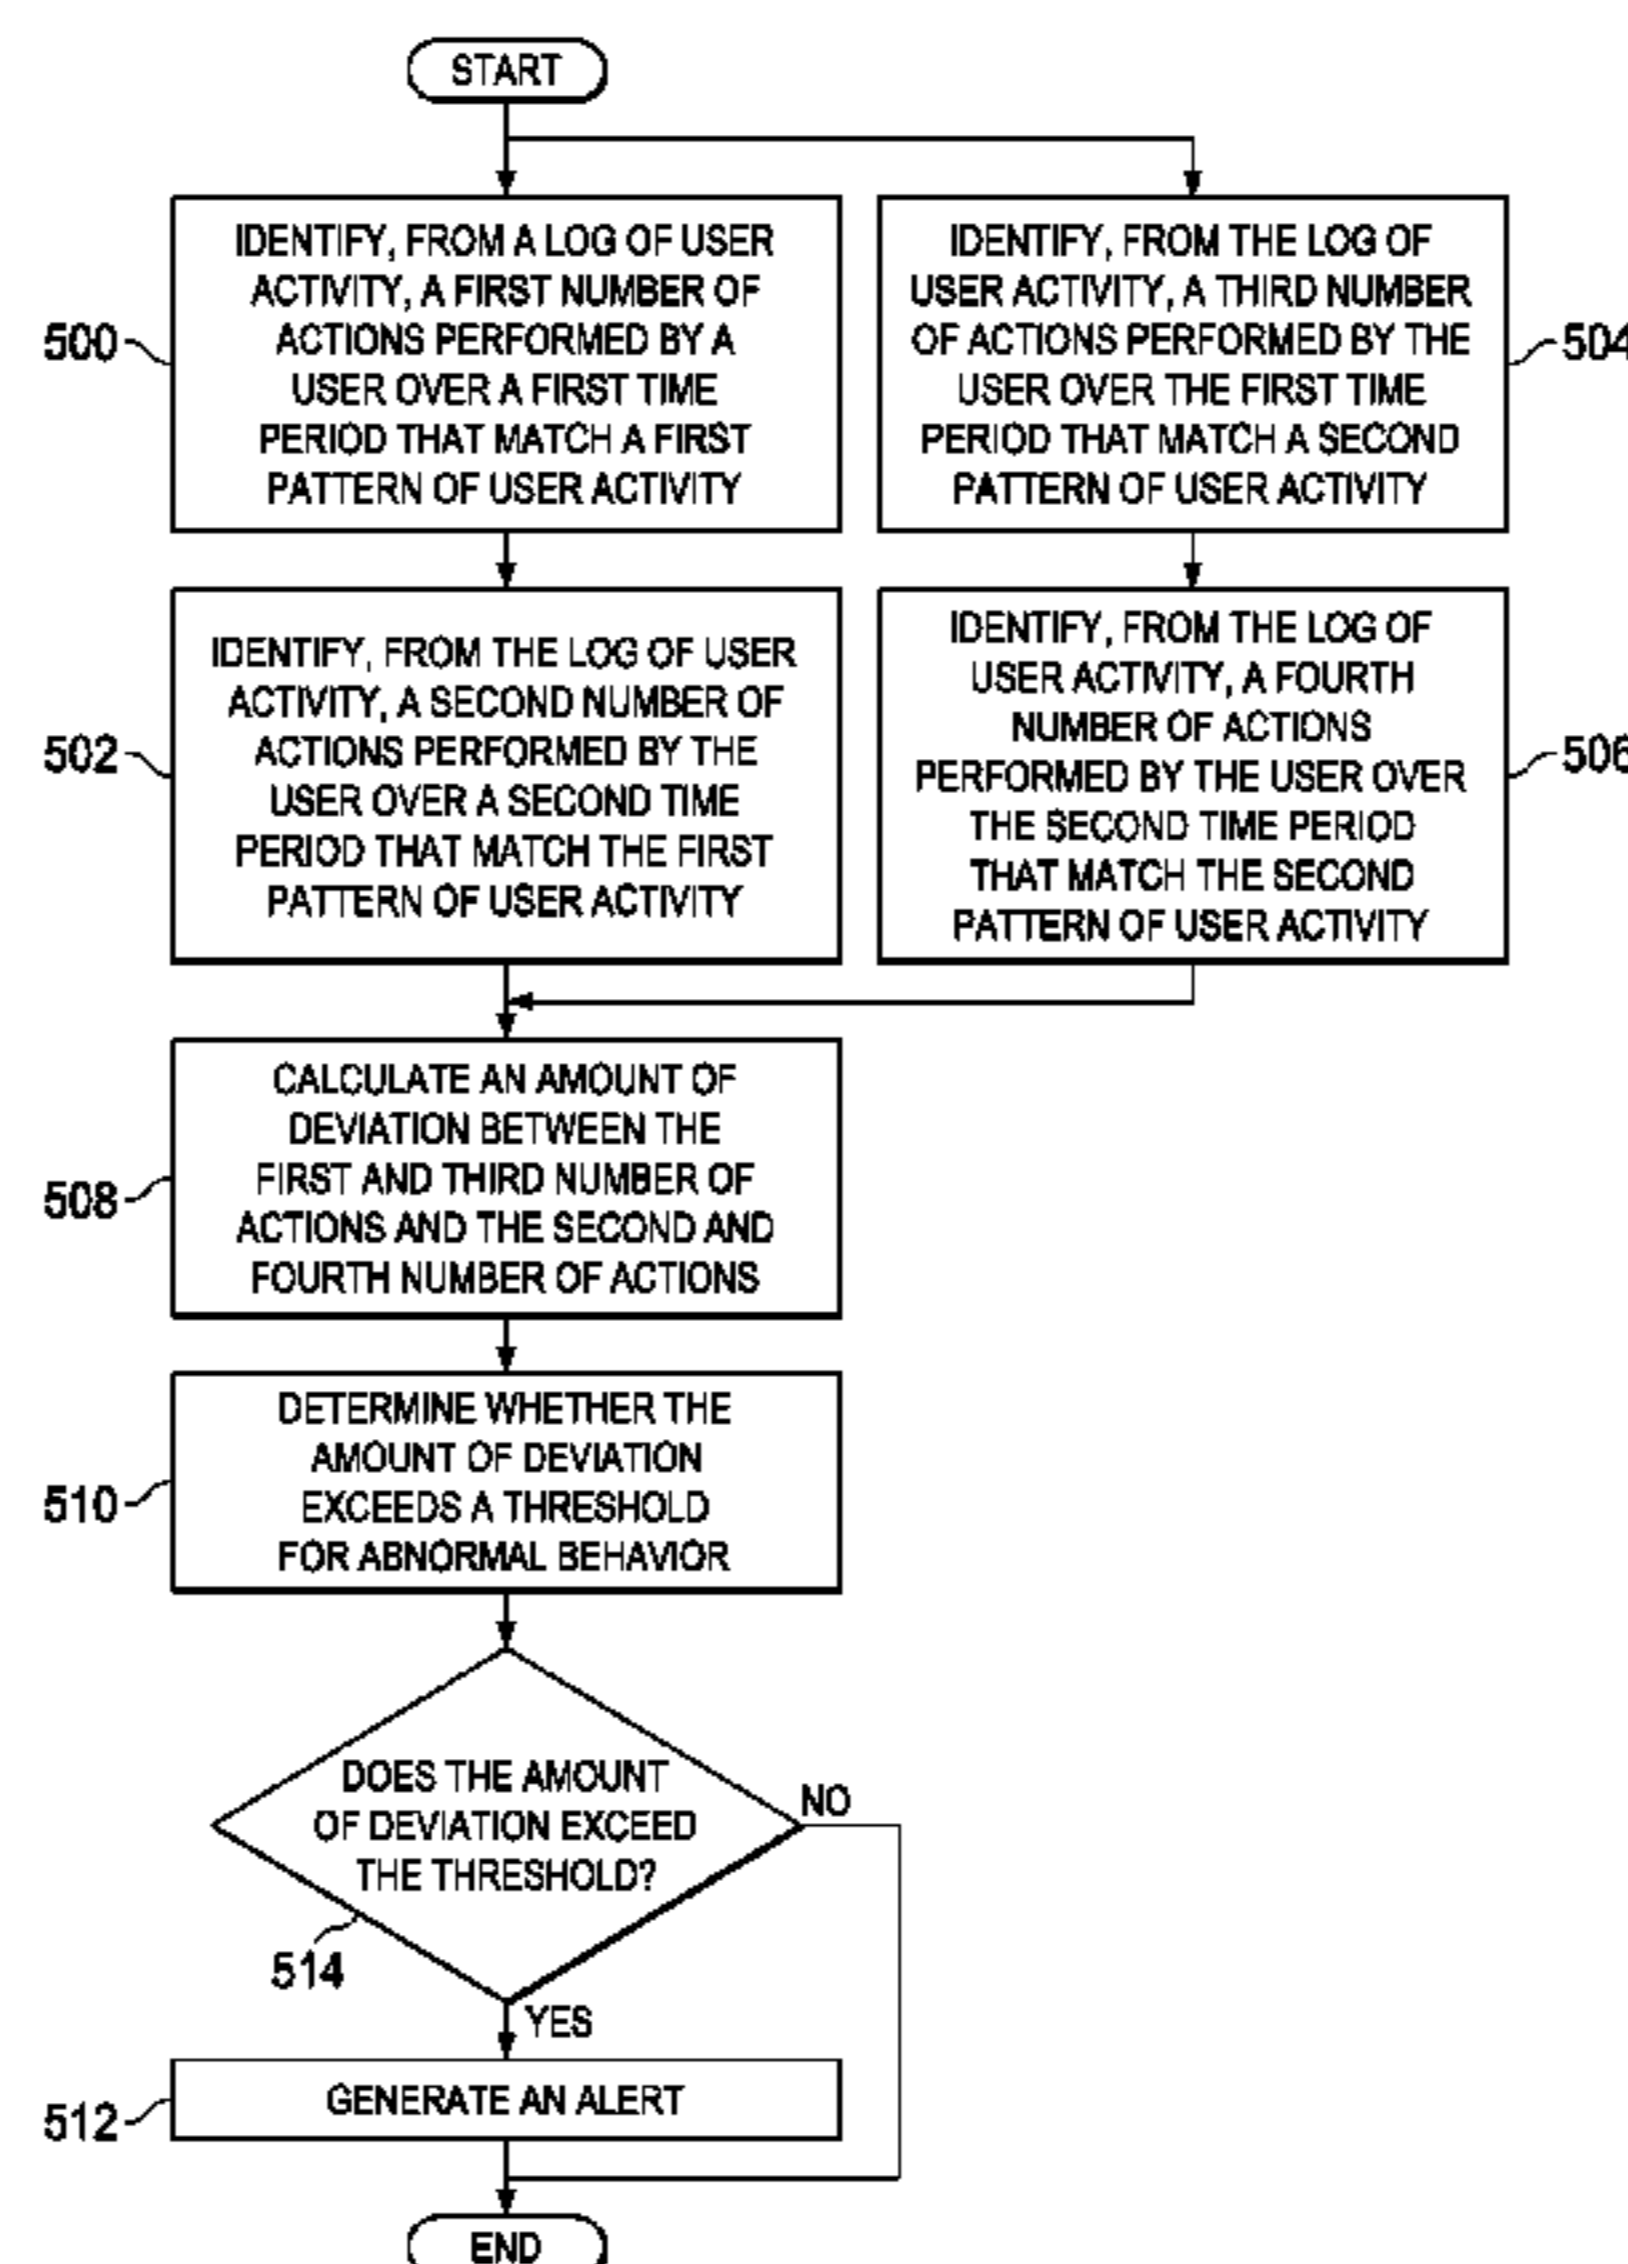 START
IDENTIFY, FROM A LOG OF USER
ACTIVITY, A FIRST NUMBER OF
ACTIONS PERFORMED BY A
USER OVER A FIRST TIME
PERIOD THAT MATCH A FIRST
PATTERN OF USER ACTIVITY
500
IDENTIFY, FROM THE LOG OF
USER ACTIVITY, A THIRD NUMBER
OF ACTIONS PERFORMED BY THE
USER OVER THE FIRST TIME
PERIOD THAT MATCH A SECOND
PATTERN OF USER ACTIVITY
504
IDENTIFY, FROM THE LOG OF USER
ACTIVITY, A SECOND NUMBER OF
ACTIONS PERFORMED BY THE
USER OVER A SECOND TIME
PERIOD THAT MATCH THE FIRST
PATTERN OF USER ACTIVITY
502
IDENTIFY, FROM THE LOG OF
USER ACTIVITY, A FOURTH
NUMBER OF ACTIONS
PERFORMED BY THE USER OVER
THE SECOND TIME PERIOD
THAT MATCH THE SECOND
PATTERN OF USER ACTIVITY
506
CALCULATE AN AMOUNT OF
DEVIATION BETWEEN THE
FIRST AND THIRD NUMBER OF
ACTIONS AND THE SECOND AND
FOURTH NUMBER OF ACTIONS
508
DETERMINE WHETHER THE
AMOUNT OF DEVIATION
EXCEEDS A THRESHOLD
FOR ABNORMAL BEHAVIOR
510
DOES THE AMOUNT
OF DEVIATION EXCEED
THE THRESHOLD?
NO
514
YES
GENERATE AN ALERT
512
END